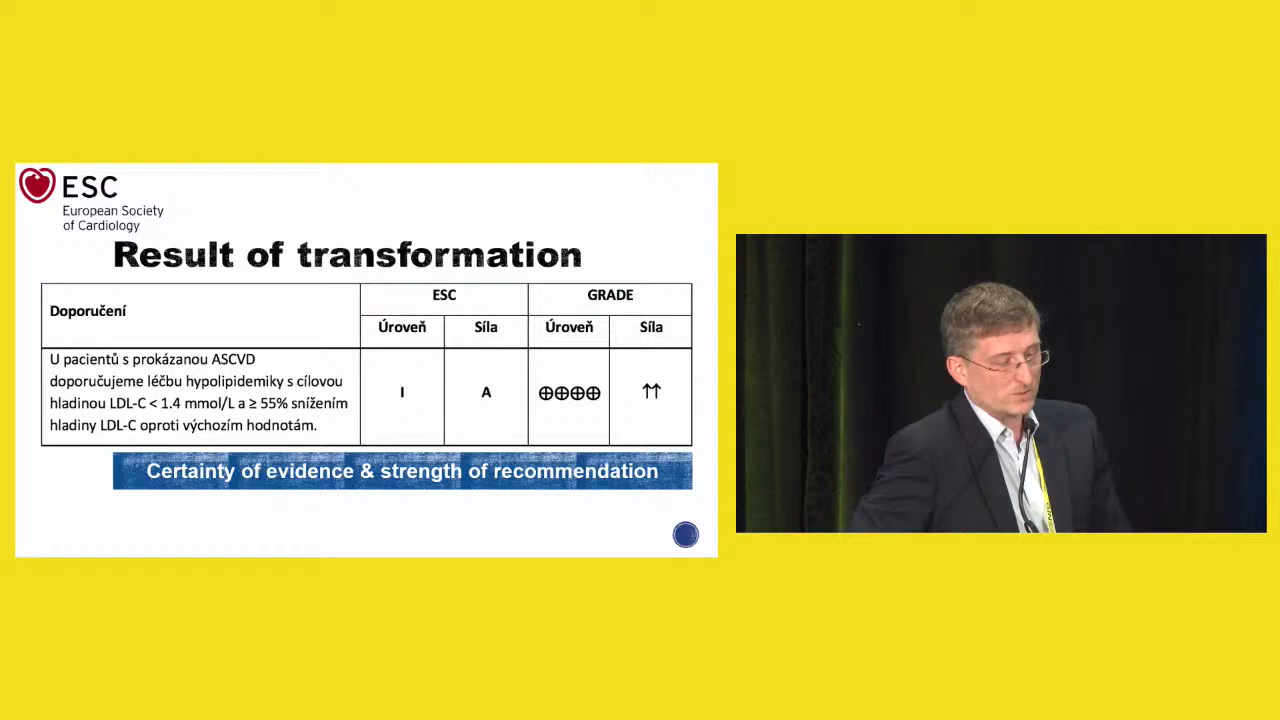 ESC
European Society
of Cardiology
Result of transformation
Doporučení
ESC
GRADE
Úroveň
Síla
Úroveň
Síla
U pacientů s prokázanou ASCVD
doporučujeme léčbu hypolipidemiky s cílovou
hladinou LDL-C < 1.4 mmol/L a ≥ 55% snížením
hladiny LDL-C oproti výchozím hodnotám.
I
A
⊕⊕⊕⊕
↑↑
Certainty of evidence & strength of recommendation